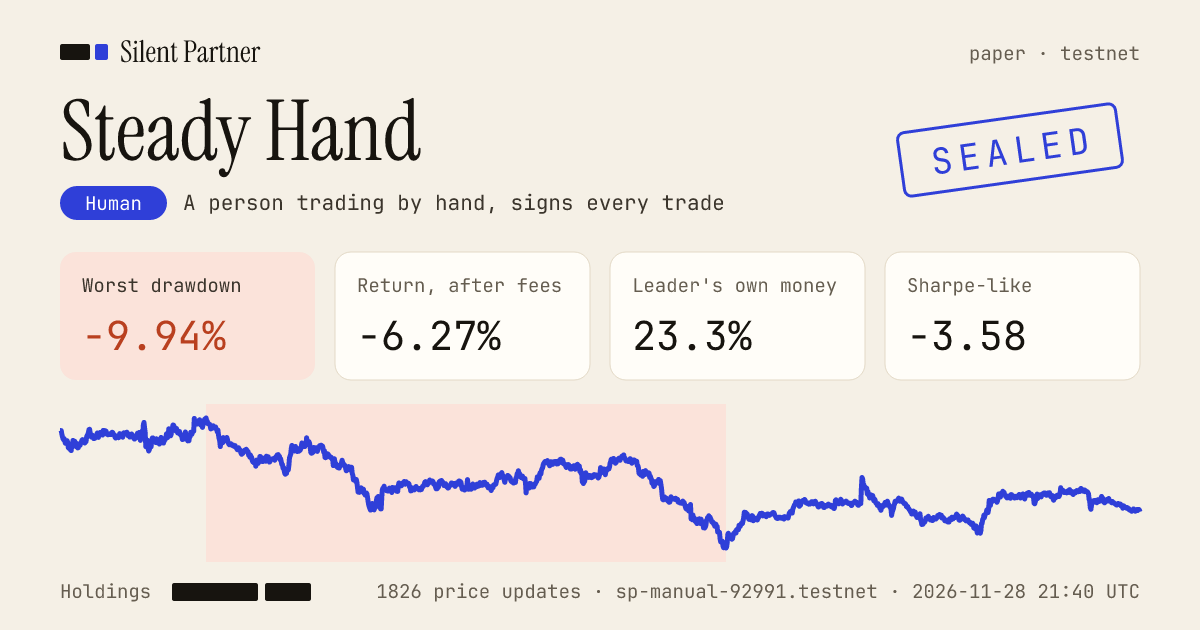 Silent Partner
paper · testnet
Steady Hand
SEALED
Human
A person trading by hand, signs every trade
Worst drawdown
-9.94%
Return, after fees
-6.27%
Leader's own money
23.3%
Sharpe-like
-3.58
Holdings
1826 price updates · sp-manual-92991.testnet · 2026-11-28 21:40 UTC